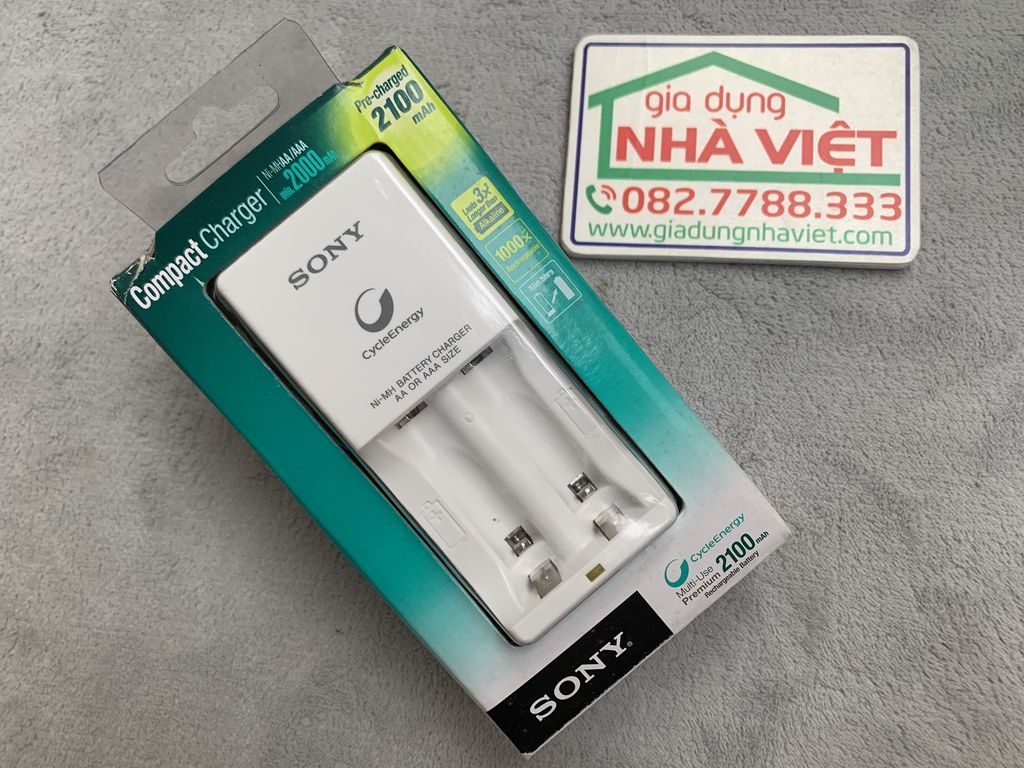 Pre-charged
2100
mAh
Compact Charger
Ni-MH AA/AAA
min. 2000 mAh
Lasts 3x
Longer than
Alkaline
1000x
Rechargeable
SONY
CycleEnergy
Ni-MH BATTERY CHARGER
AA OR AAA SIZE
CycleEnergy
Multi-Use
Premium 2100 mAh
Rechargeable Battery
SONY®
gia dụng
NHÀ VIỆT
082.7788.333
www.giadungnhaviet.com